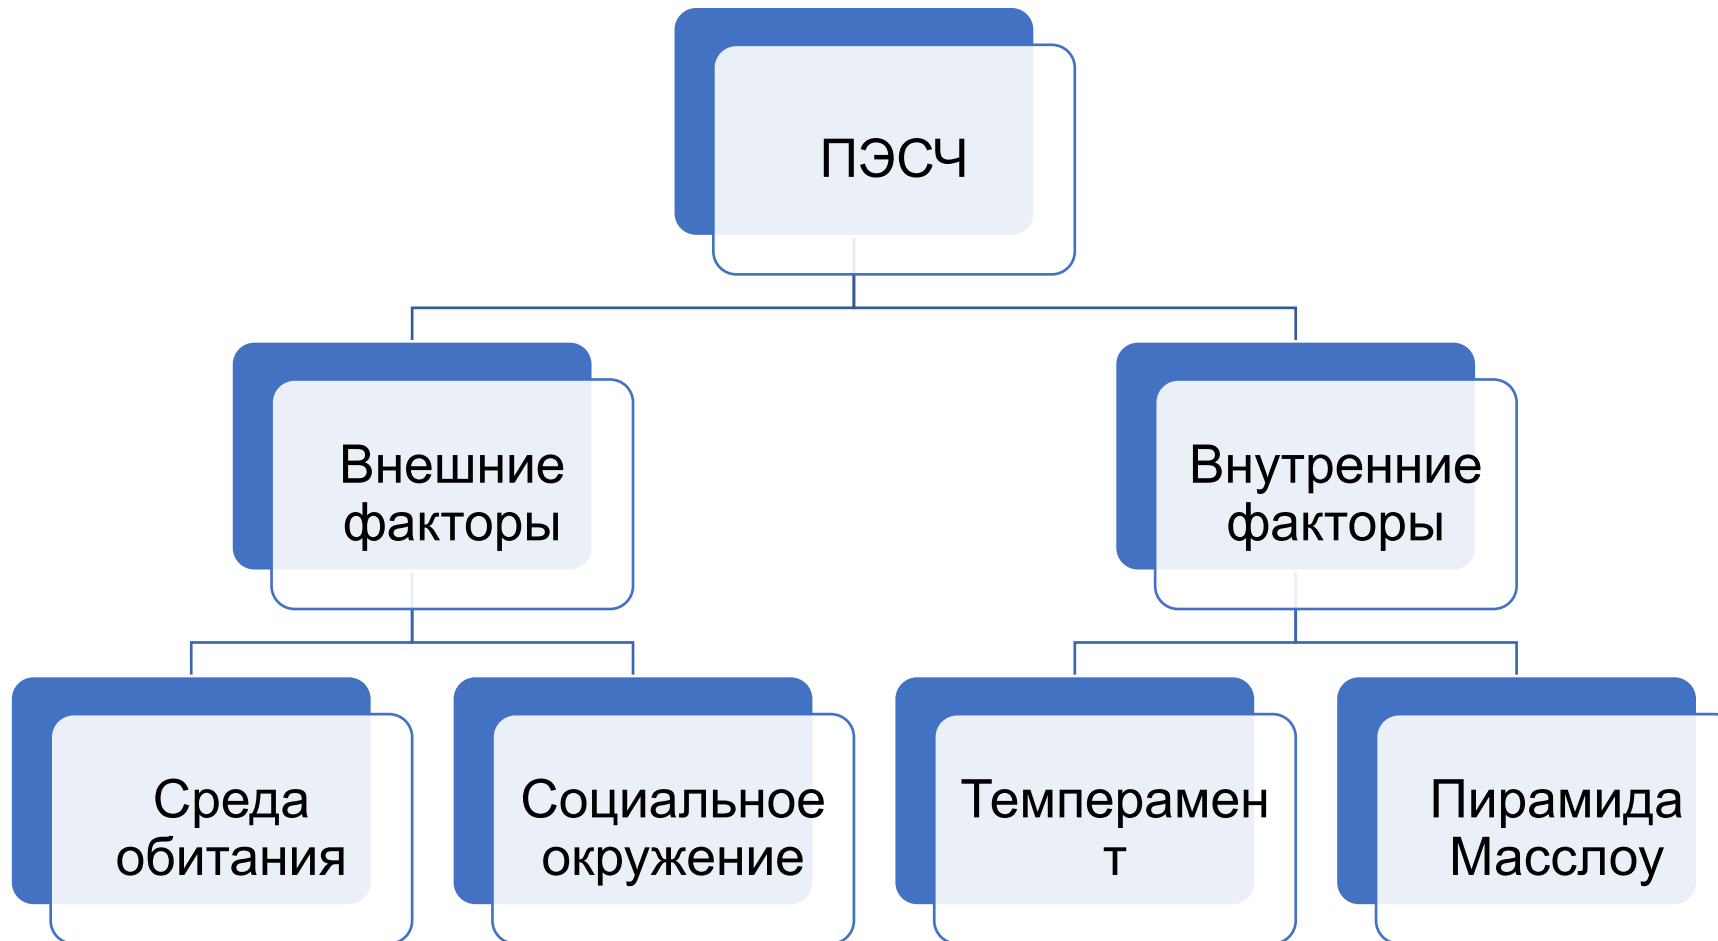 ПЭСЧ
Внешние
факторы
Внутренние
факторы
Среда
обитания
Социальное
окружение
Темперамен
т
Пирамида
Масслоу